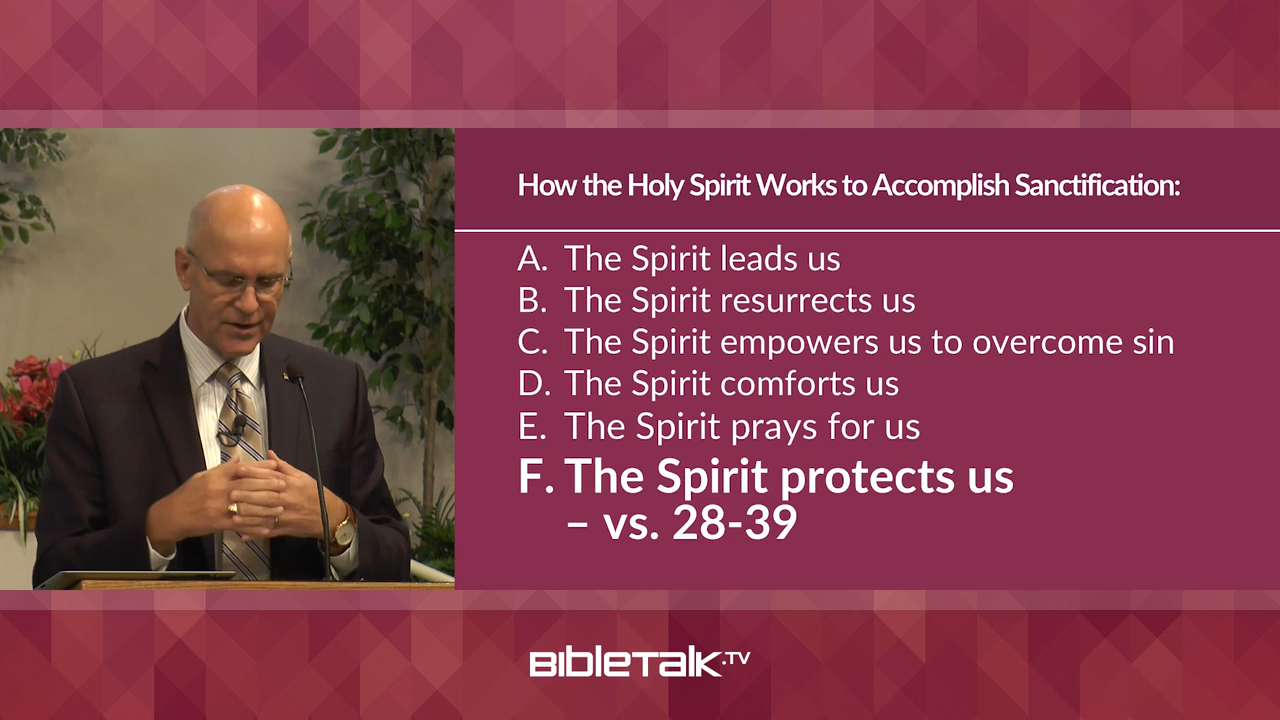 How the Holy Spirit Works to Accomplish Sanctification:
A. The Spirit leads us
B. The Spirit resurrects us
C. The Spirit empowers us to overcome sin
D. The Spirit comforts us
E. The Spirit prays for us
F. The Spirit protects us
– vs. 28-39
BIBLETALK.TV